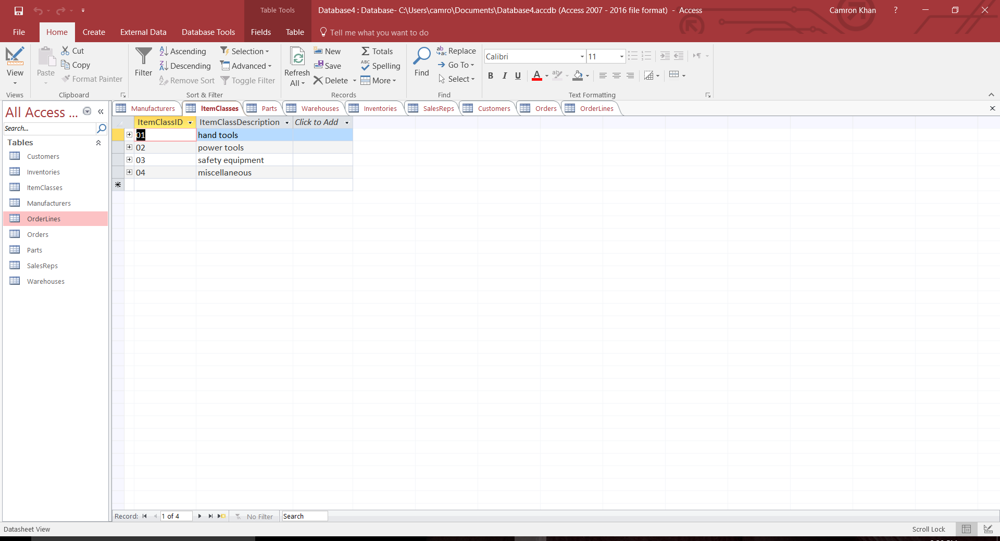 Table Tools
Database4 : Database- C:\Users\camro\Documents\Database4.accdb (Access 2007 - 2016 file format) - Access
Camron Khan
?
File
Home
Create
External Data
Database Tools
Fields
Table
Tell me what you want to do
View
Views
Paste
Cut
Copy
Format Painter
Clipboard
Filter
Ascending
Descending
Remove Sort
Selection
Advanced
Toggle Filter
Sort & Filter
Refresh
All
New
Save
Delete
Totals
Spelling
More
Records
Find
Replace
Go To
Select
Find
Calibri
11
B I U
Text Formatting
All Access ...
Search...
Tables
Customers
Inventories
ItemClasses
Manufacturers
OrderLines
Orders
Parts
SalesReps
Warehouses
Manufacturers
ItemClasses
Parts
Warehouses
Inventories
SalesReps
Customers
Orders
OrderLines
ItemClassID ItemClassDescription Click to Add
01 hand tools
02 power tools
03 safety equipment
04 miscellaneous
Record: 1 of 4 No Filter Search
Datasheet View
Scroll Lock